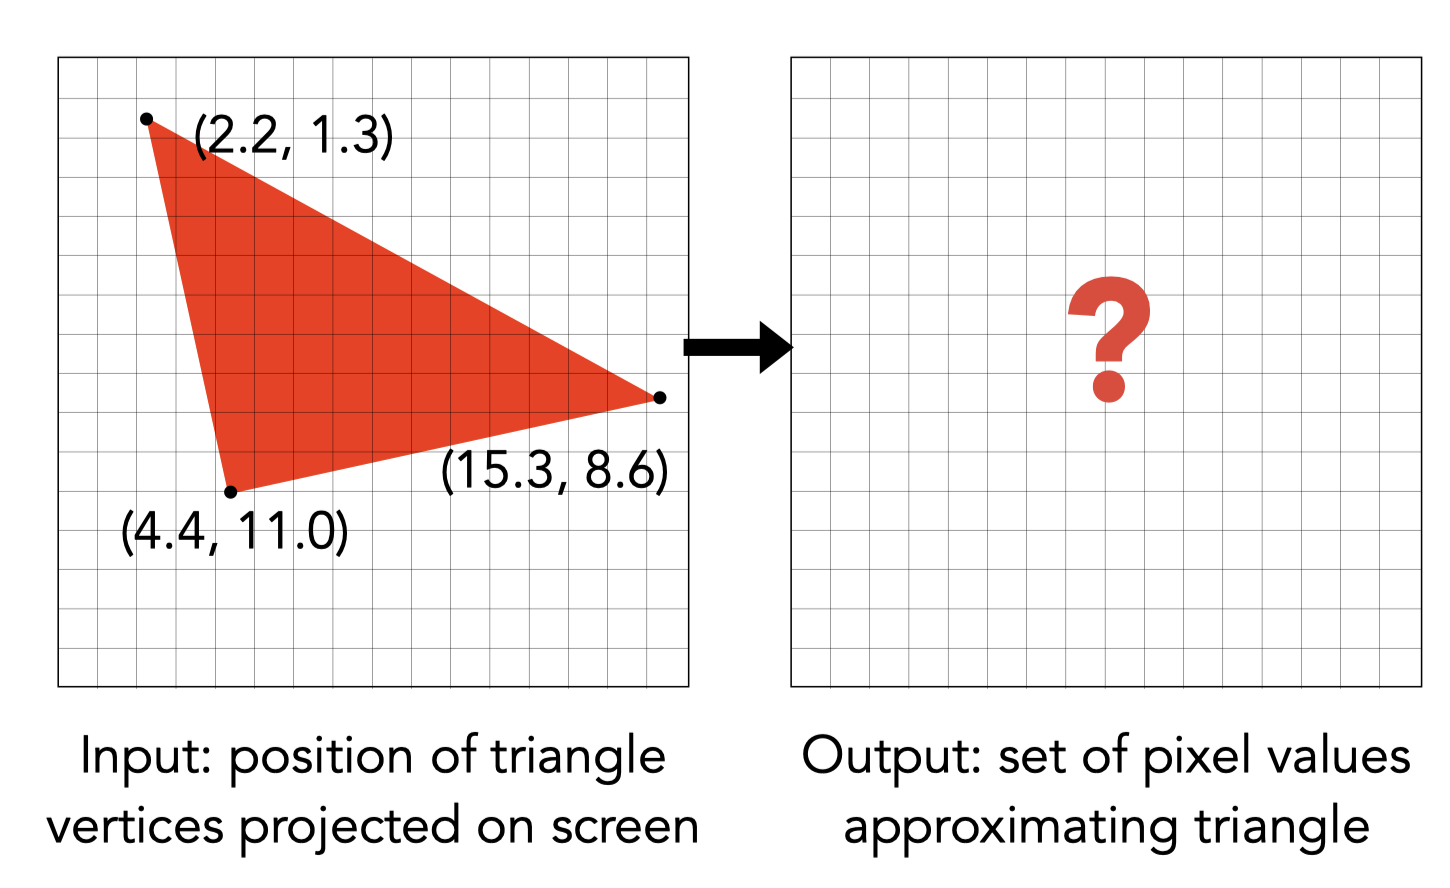 (2.2, 1.3)
?
(15.3, 8.6)
(4.4, 11.0)
Input: position of triangle
vertices projected on screen
Output: set of pixel values
approximating triangle